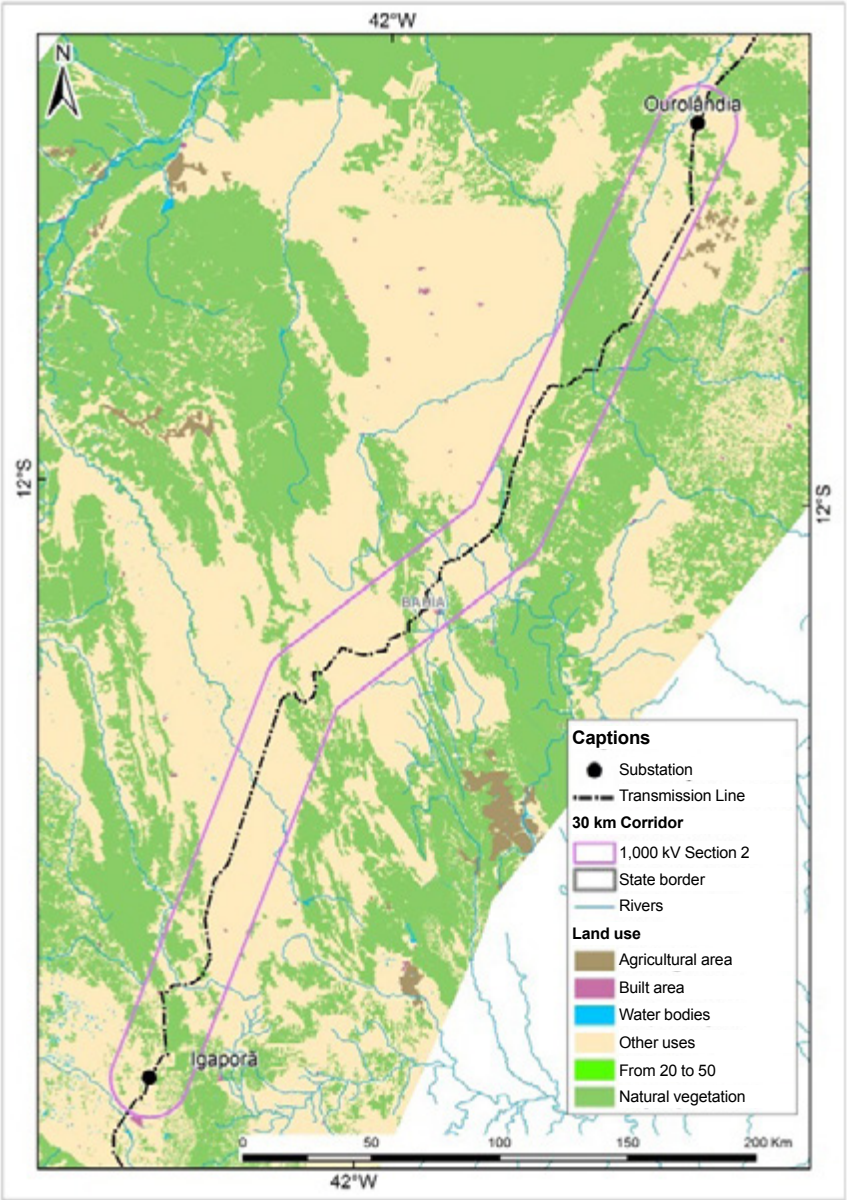 42°W
N
Ourolândia
12°S
12°S
BAHIA
Captions
Substation
Transmission Line
30 km Corridor
1,000 kV Section 2
State border
Rivers
Land use
Agricultural area
Built area
Water bodies
Other uses
From 20 to 50
Natural vegetation
Igaporã
0 50 100 150 200 Km
42°W